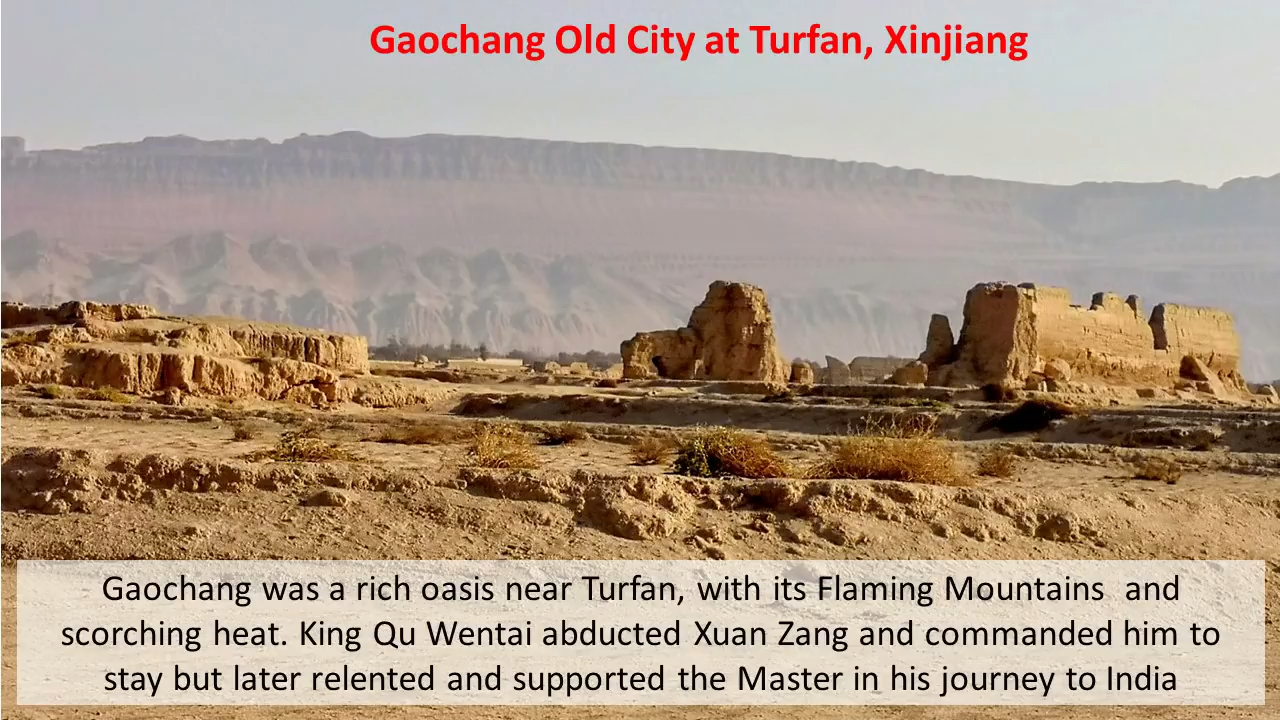 Gaochang Old City at Turfan, Xinjiang
Gaochang was a rich oasis near Turfan, with its Flaming Mountains  and
scorching heat. King Qu Wentai abducted Xuan Zang and commanded him to
stay but later relented and supported the Master in his journey to India